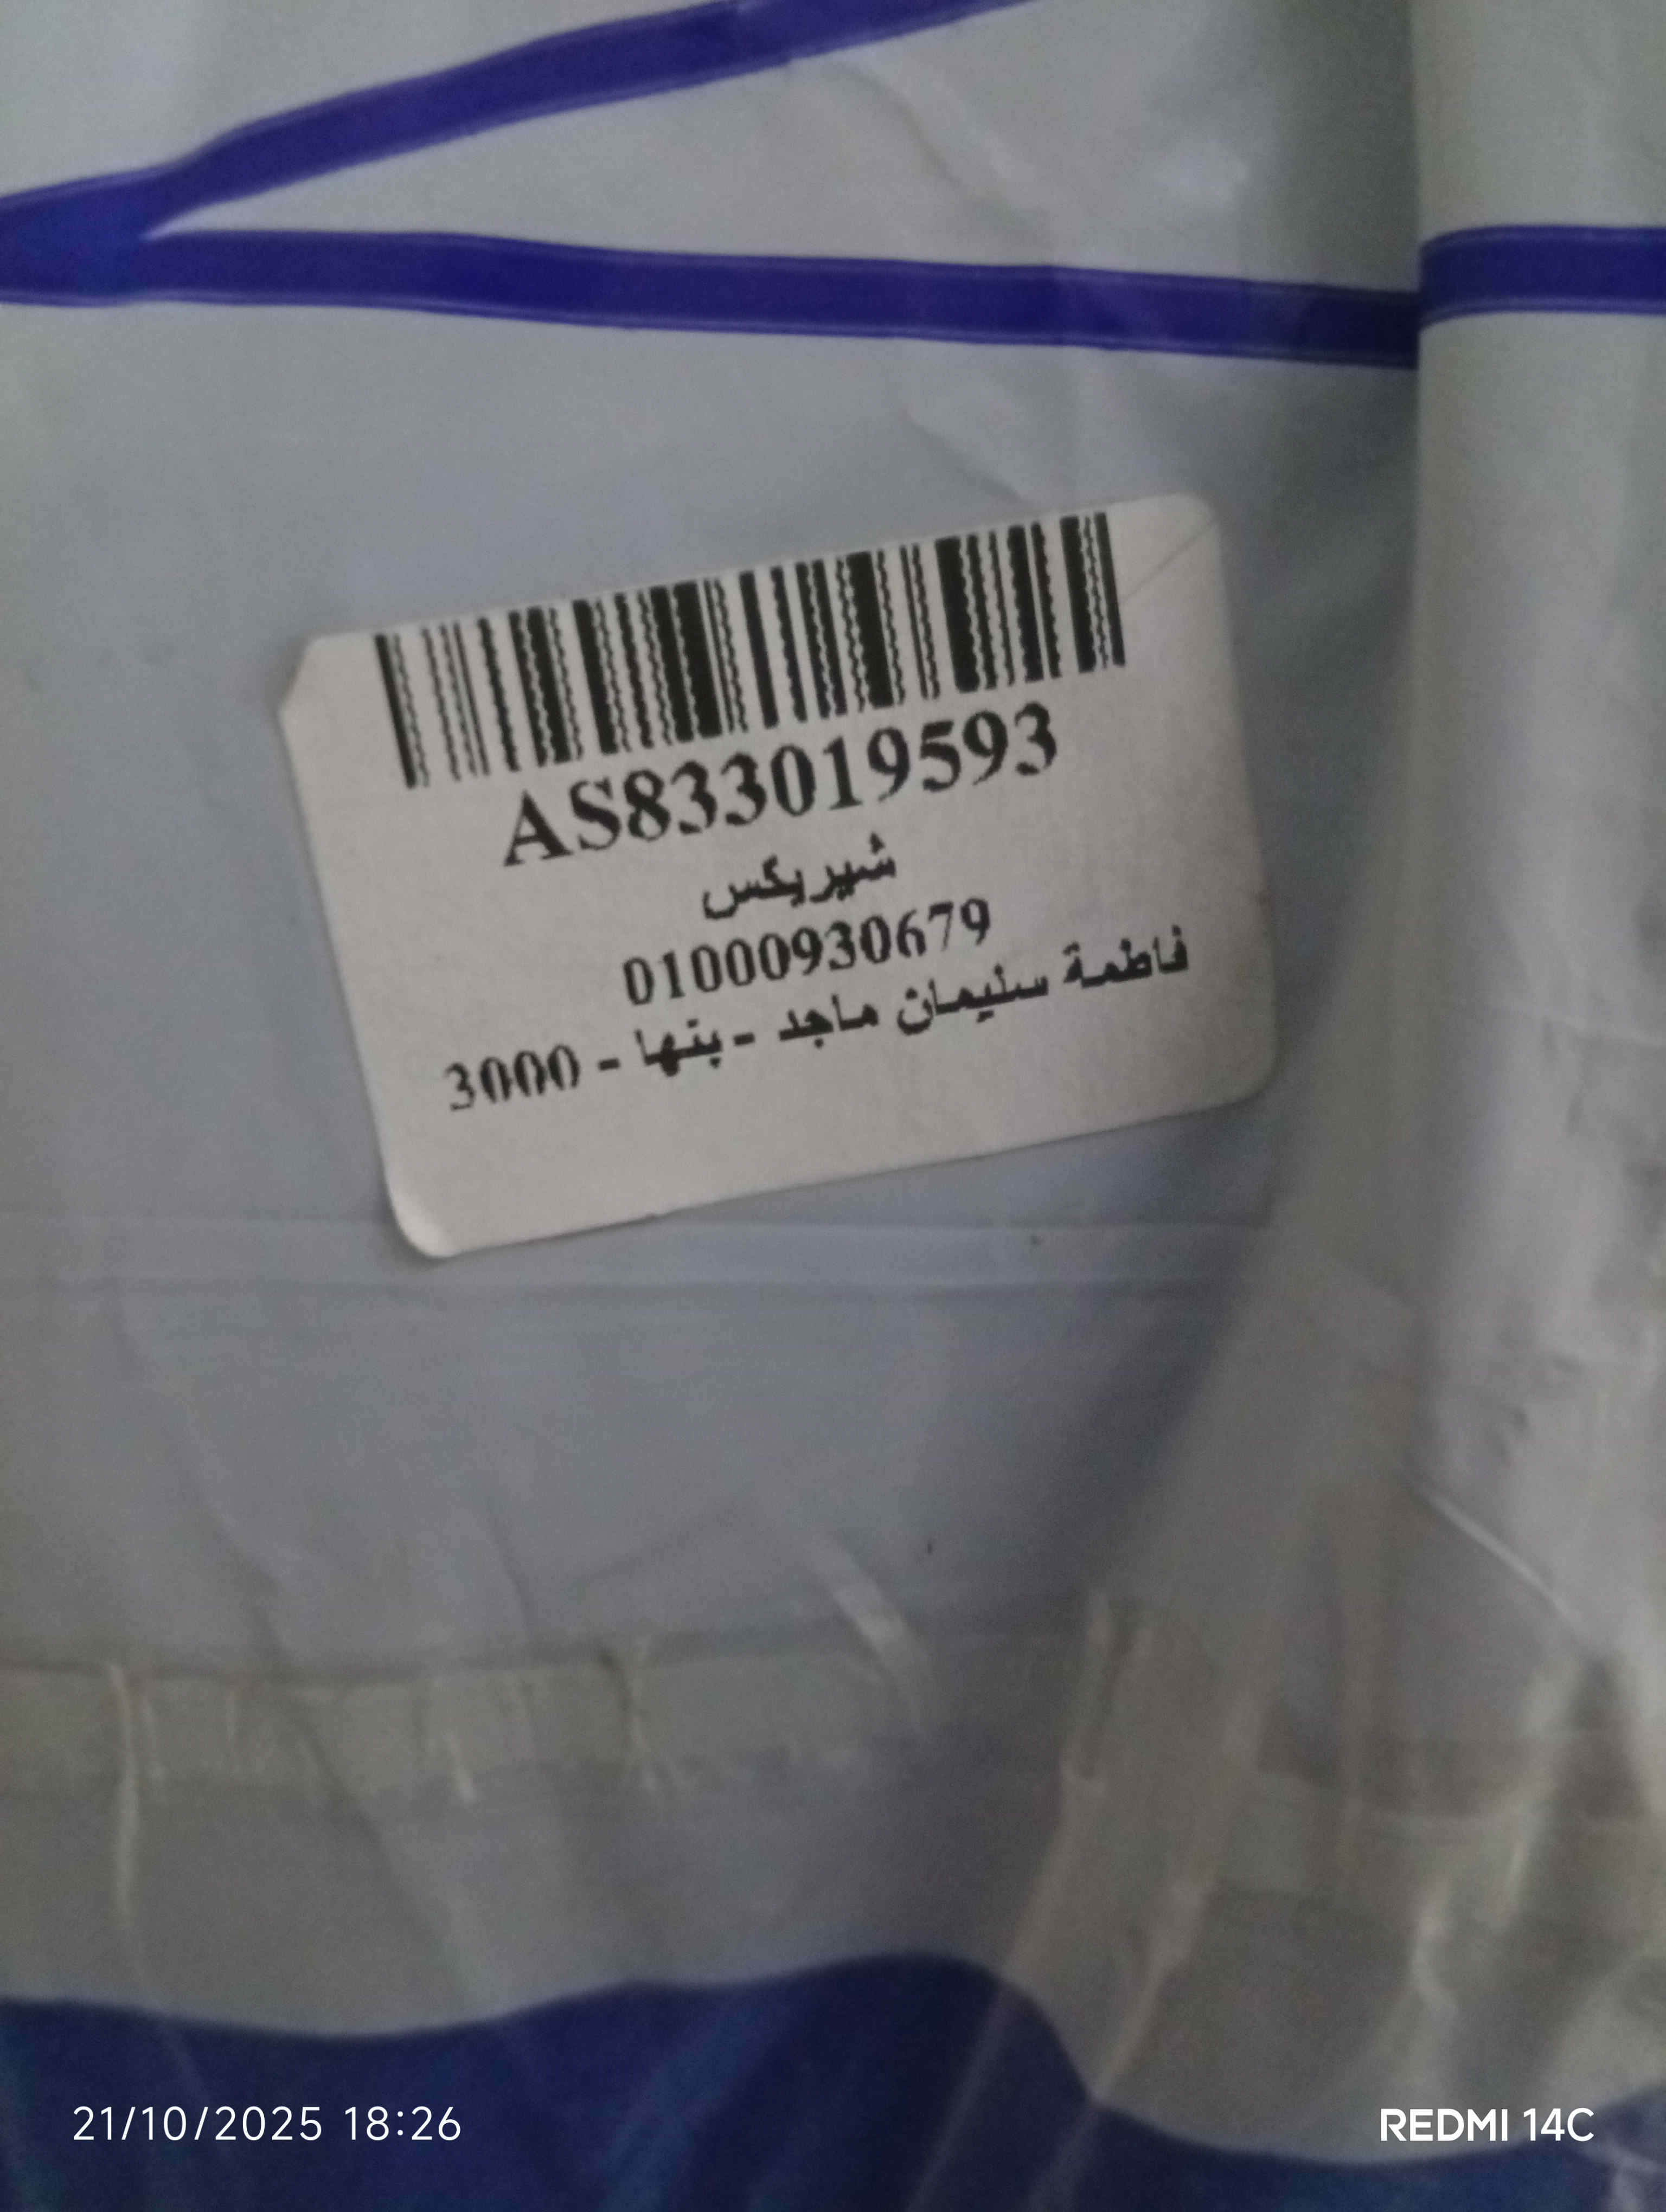 AS833019593
شيريكس
01000930679
فاطمة سليمان ماجد - بنها - 3000
21/10/2025 18:26
REDMI 14C